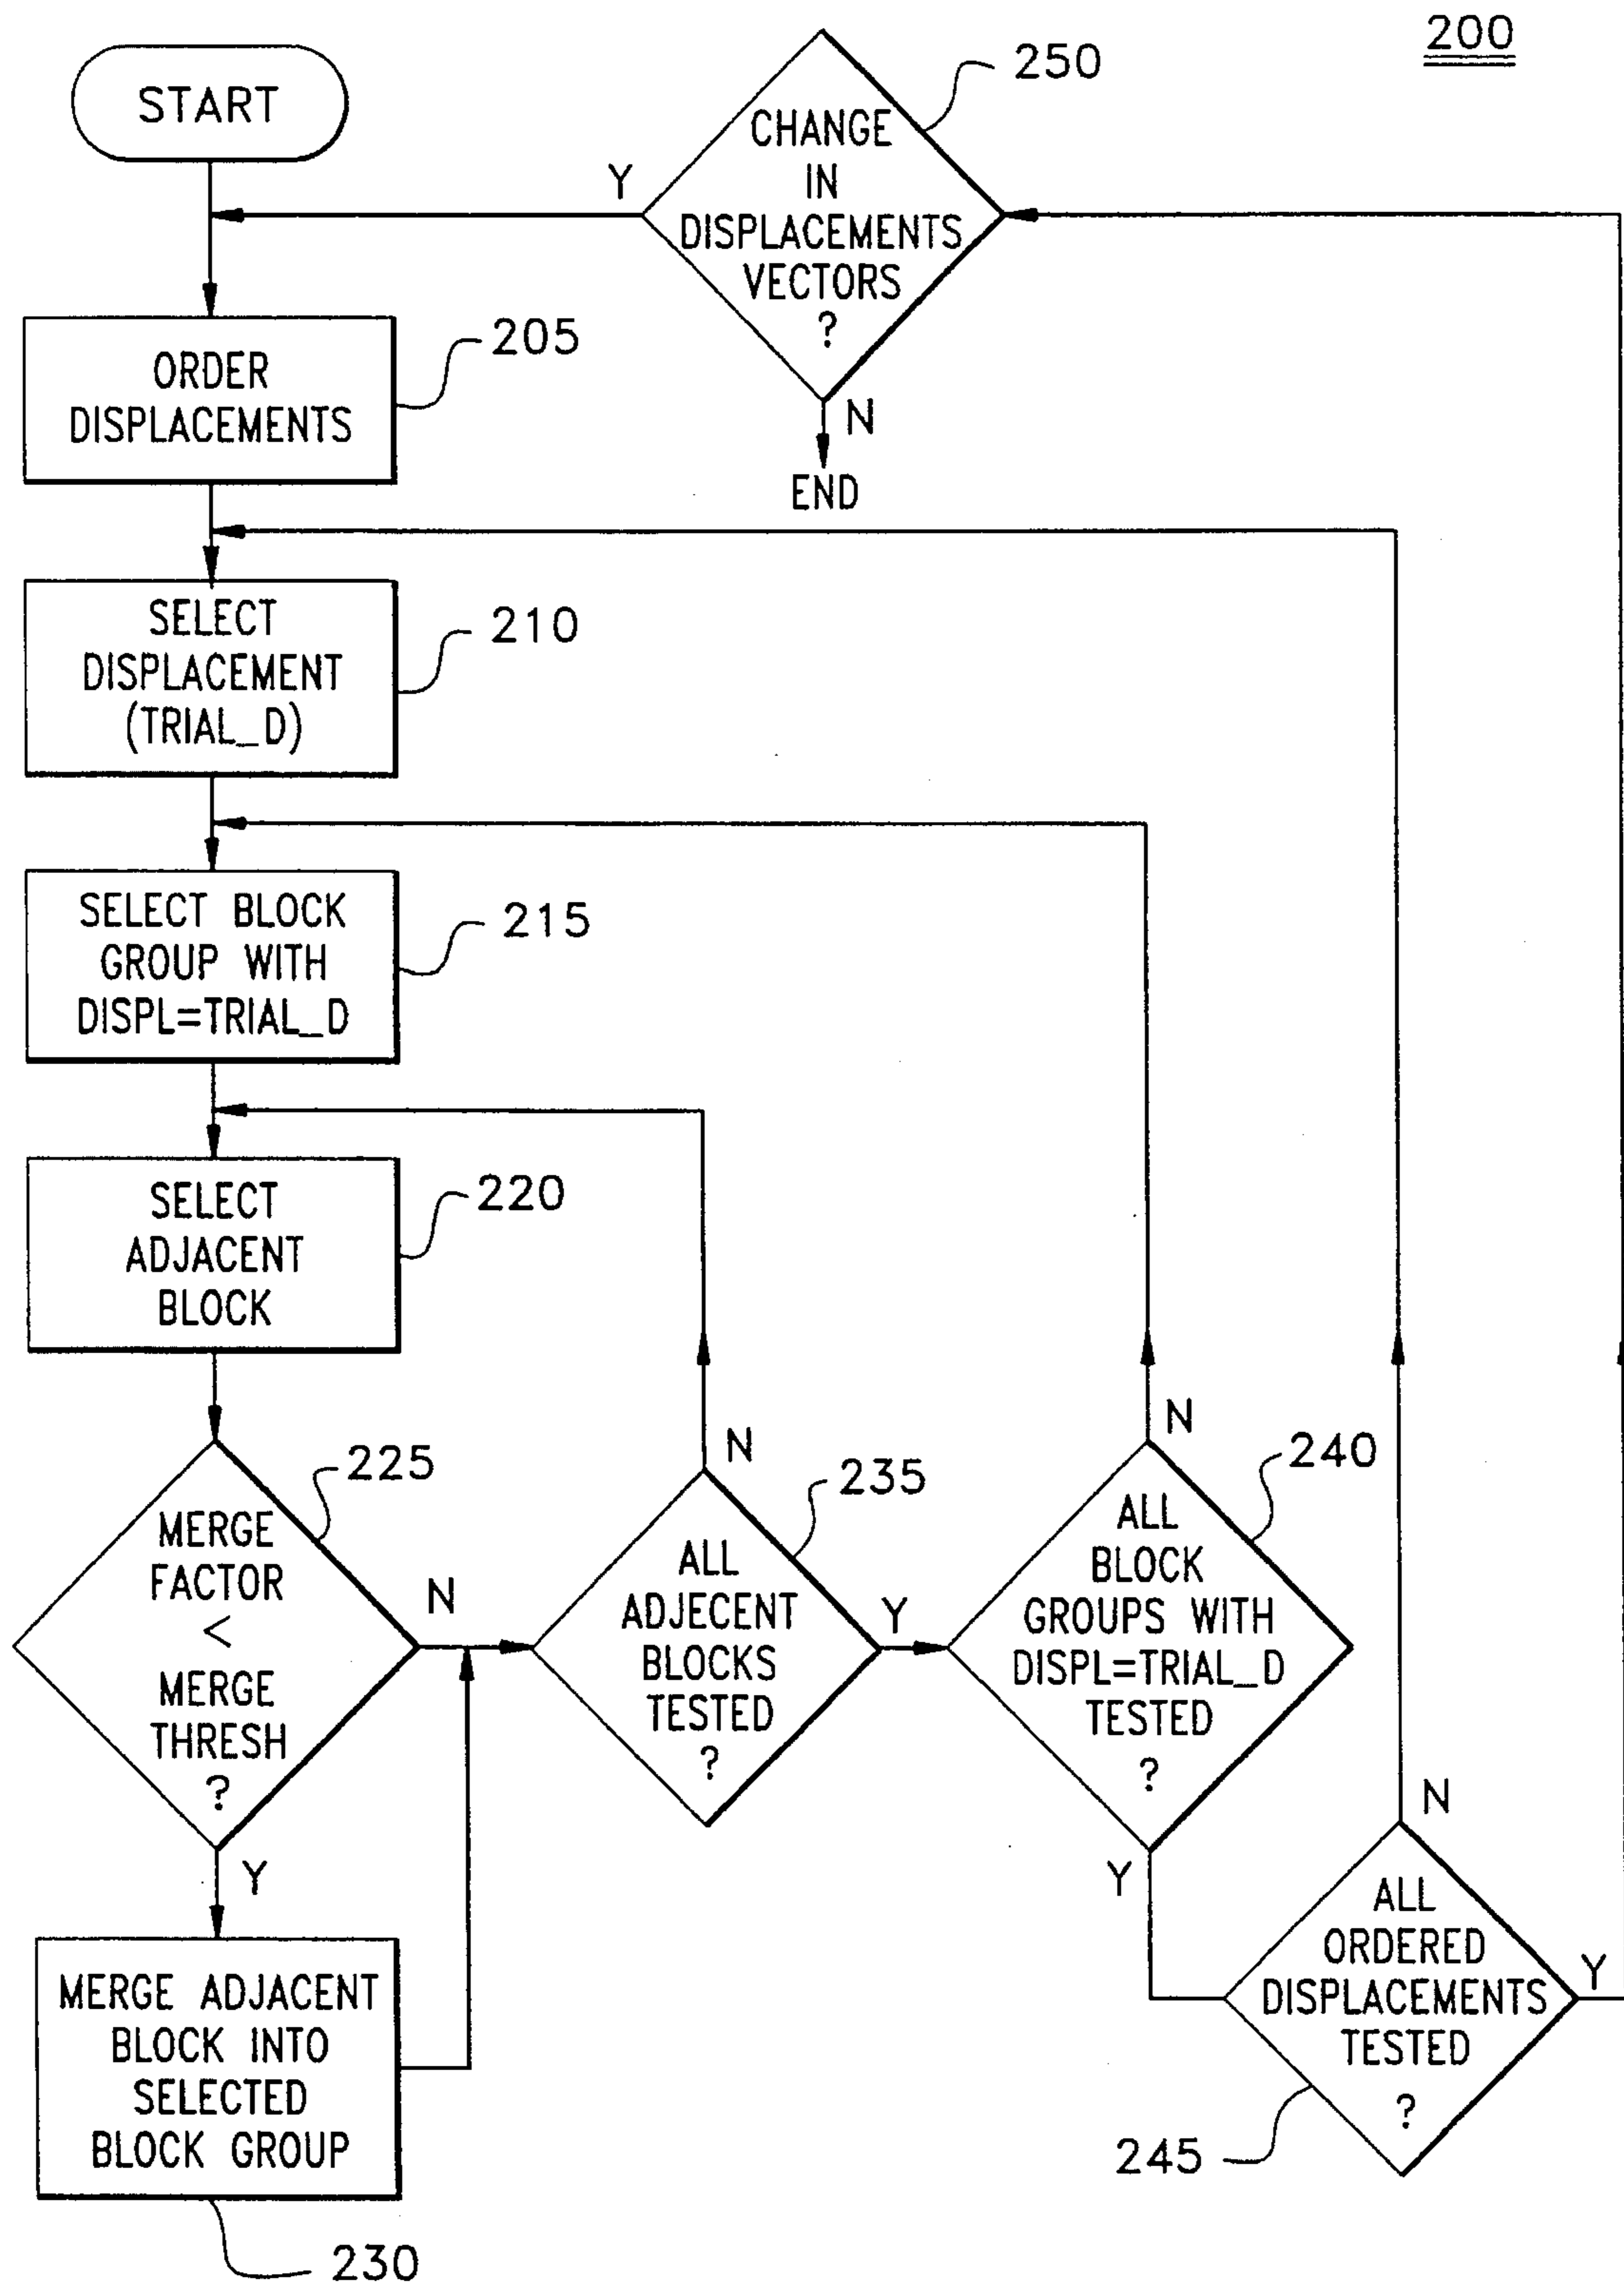 200
START
250
CHANGE
IN
DISPLACEMENTS
VECTORS
?
Y
N
END
ORDER
DISPLACEMENTS
205
SELECT
DISPLACEMENT
(TRIAL_D)
210
SELECT BLOCK
GROUP WITH
DISPL=TRIAL_D
215
SELECT
ADJACENT
BLOCK
220
MERGE
FACTOR
<
MERGE
THRESH
?
225
N
Y
MERGE ADJACENT
BLOCK INTO
SELECTED
BLOCK GROUP
230
ALL
ADJECENT
BLOCKS
TESTED
?
235
N
Y
ALL
BLOCK
GROUPS WITH
DISPL=TRIAL_D
TESTED
?
240
N
Y
ALL
ORDERED
DISPLACEMENTS
TESTED
?
245
N
Y